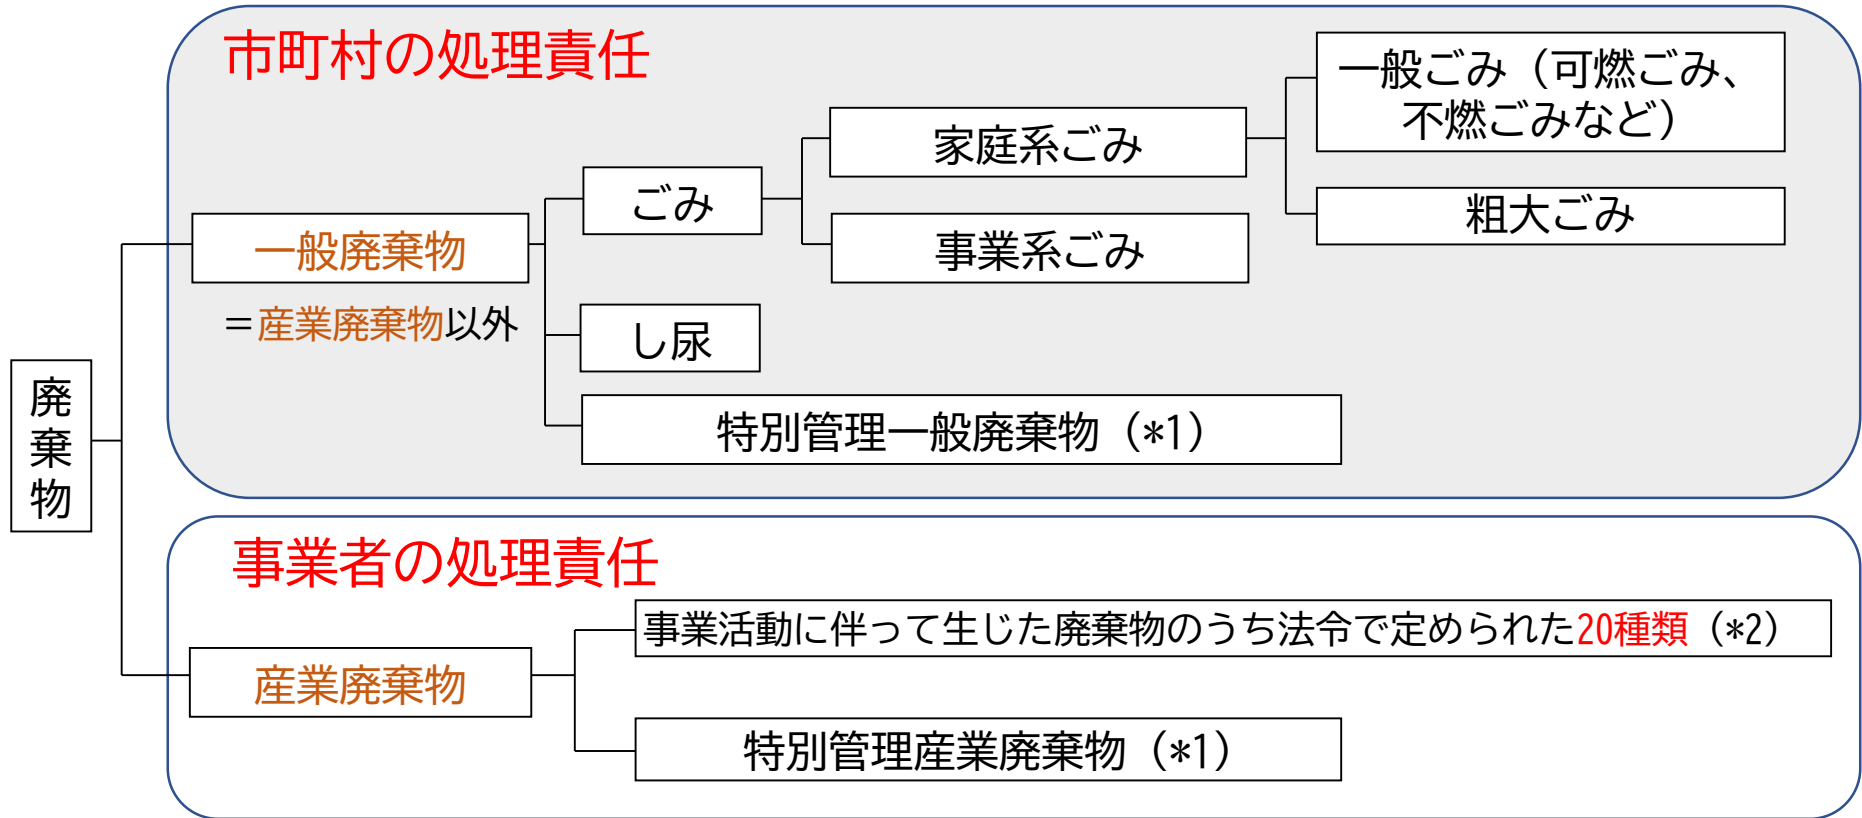 市町村の処理責任
一般ごみ（可燃ごみ、
不燃ごみなど）
家庭系ごみ
ごみ
粗大ごみ
一般廃棄物
事業系ごみ
＝産業廃棄物以外
し尿
廃棄物
特別管理一般廃棄物（*1）
事業者の処理責任
事業活動に伴って生じた廃棄物のうち法令で定められた20種類（*2）
産業廃棄物
特別管理産業廃棄物（*1）